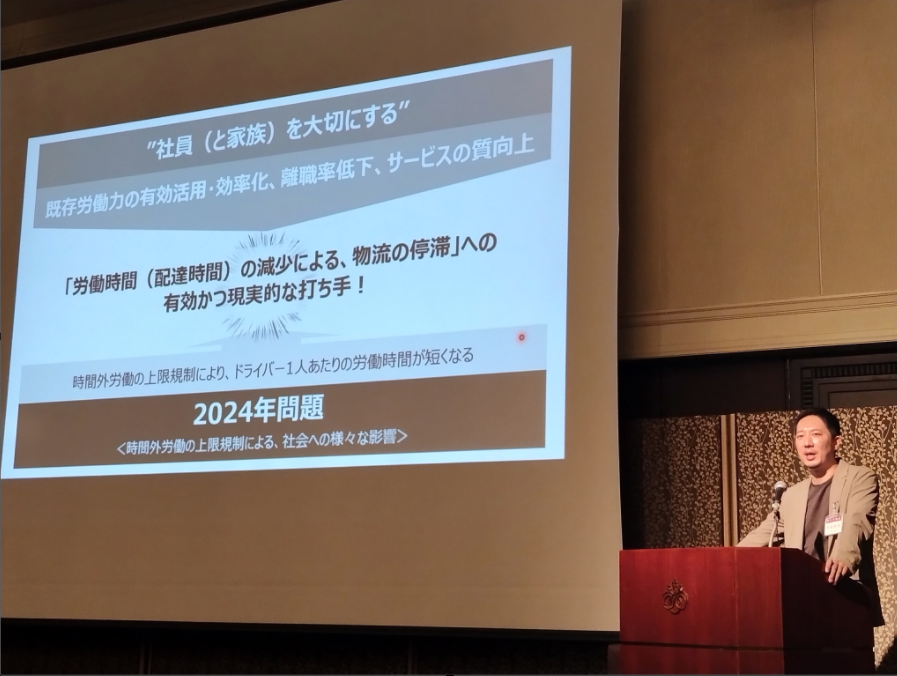 ”社員（と家族）を大切にする”
既存労働力の有効活用・効率化、離職率低下、サービスの質向上
「労働時間（配達時間）の減少による、物流の停滞」への
有効かつ現実的な打ち手！
時間外労働の上限規制により、ドライバー1人あたりの労働時間が短くなる
2024年問題
＜時間外労働の上限規制による、社会への様々な影響＞